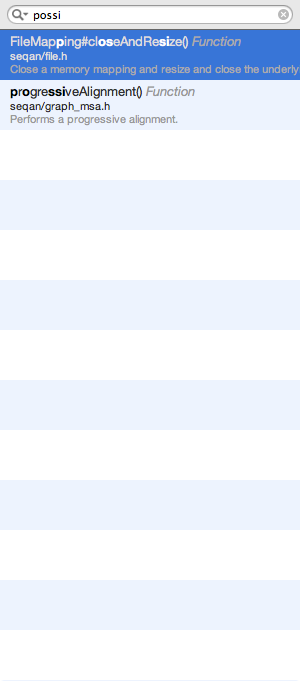 possi
FileMapping#closeAndResize() Function
seqan/file.h
Close a memory mapping and resize and close the underly
progressiveAlignment() Function
seqan/graph_msa.h
Performs a progressive alignment.